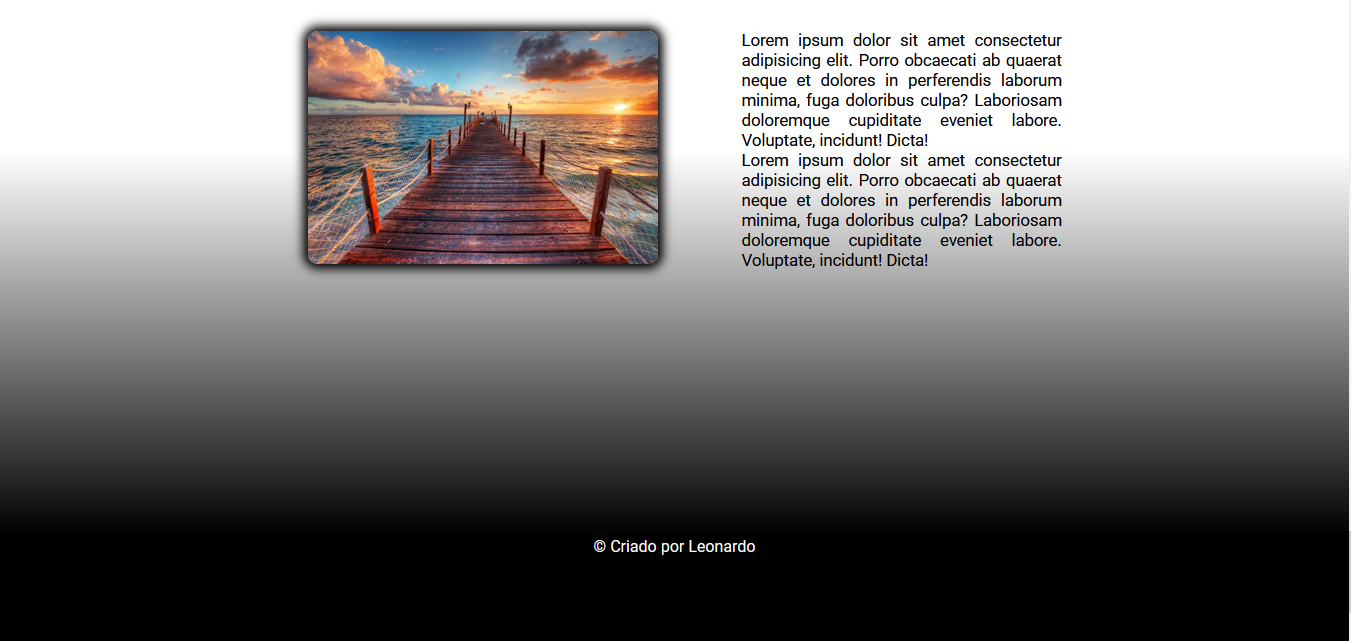 Lorem ipsum dolor sit amet consectetur
adipisicing elit. Porro obcaecati ab quaerat
neque et dolores in perferendis laborum
minima, fuga doloribus culpa? Laboriosam
doloremque cupiditate eveniet labore.
Voluptate, incidunt! Dicta!
Lorem ipsum dolor sit amet consectetur
adipisicing elit. Porro obcaecati ab quaerat
neque et dolores in perferendis laborum
minima, fuga doloribus culpa? Laboriosam
doloremque cupiditate eveniet labore.
Voluptate, incidunt! Dicta!
© Criado por Leonardo